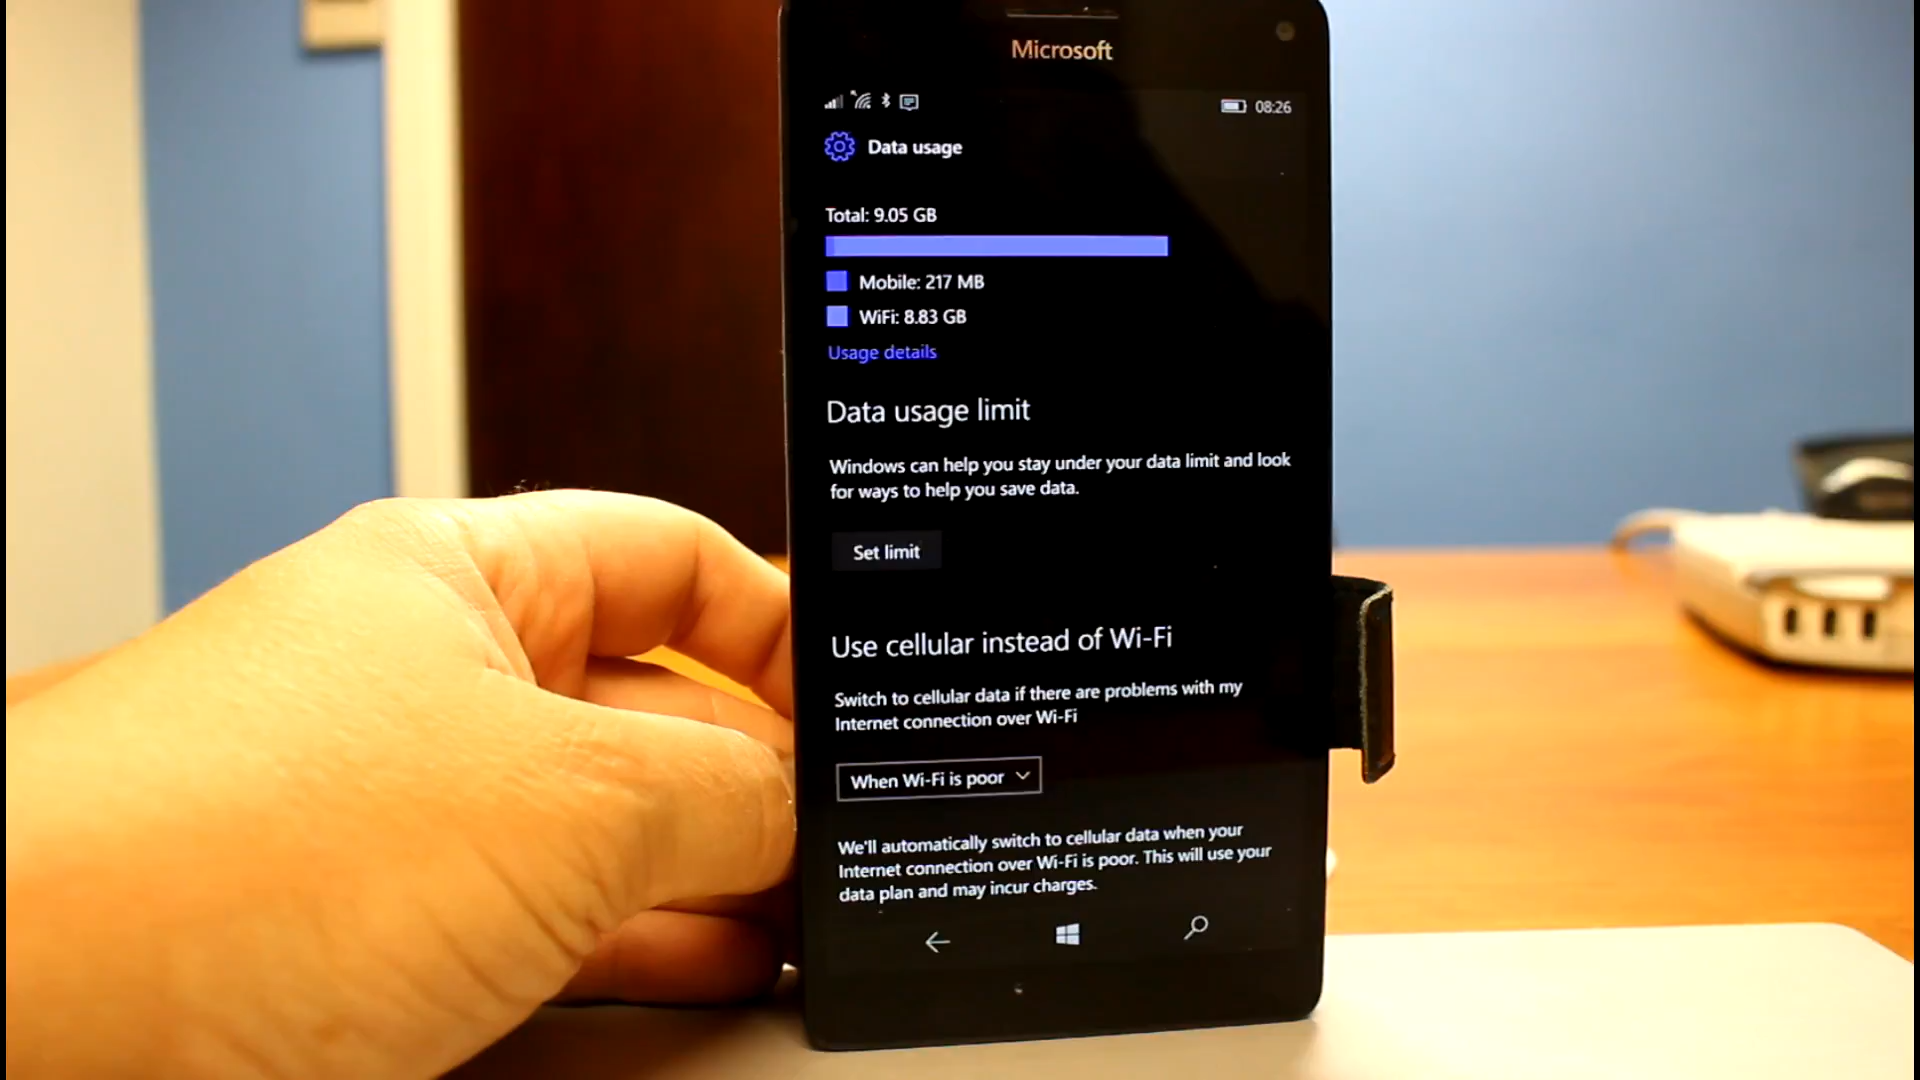 Microsoft
08:26
Data usage
Total: 9.05 GB
Mobile: 217 MB
WiFi: 8.83 GB
Usage details
Data usage limit
Windows can help you stay under your data limit and look
for ways to help you save data.
Set limit
Use cellular instead of Wi-Fi
Switch to cellular data if there are problems with my
Internet connection over Wi-Fi
When Wi-Fi is poor
We'll automatically switch to cellular data when your
Internet connection over Wi-Fi is poor. This will use your
data plan and may incur charges.